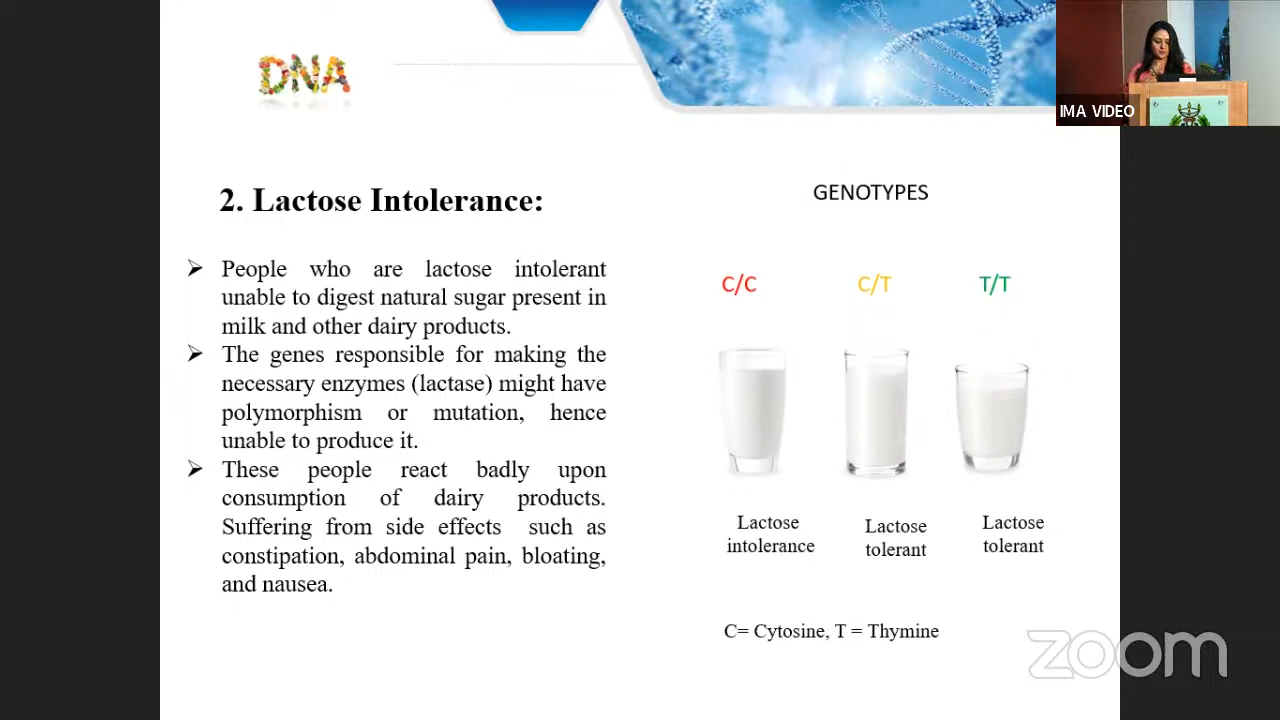 DNA
IMA VIDEO
2. Lactose Intolerance:
➢ People who are lactose intolerant
unable to digest natural sugar present in
milk and other dairy products.
➢ The genes responsible for making the
necessary enzymes (lactase) might have
polymorphism or mutation, hence
unable to produce it.
➢ These people react badly upon
consumption of dairy products.
Suffering from side effects such as
constipation, abdominal pain, bloating,
and nausea.
GENOTYPES
C/C C/T T/T
Lactose intolerance
Lactose tolerant
Lactose tolerant
C= Cytosine, T = Thymine
zoom